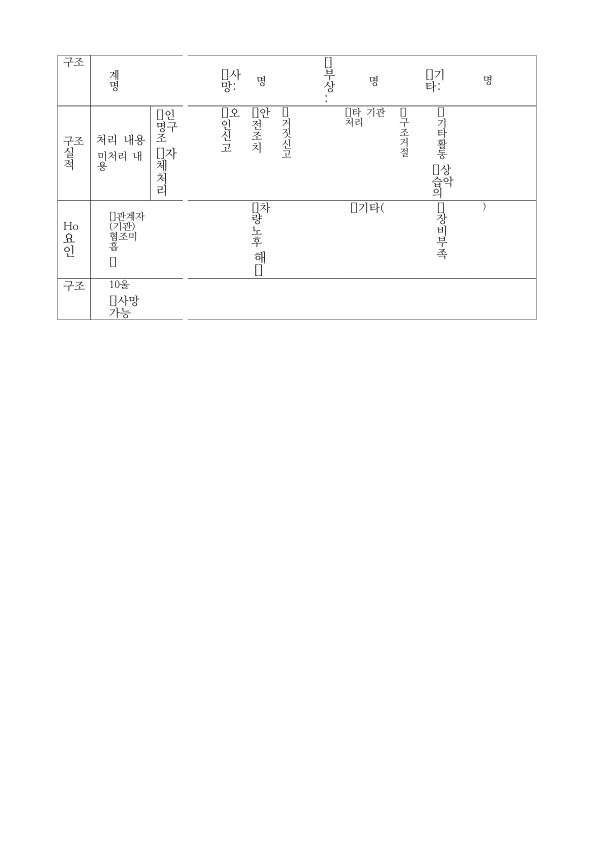 구조
계
명
[]사
망:
명
[]
부
상
:
명
[]기
타:
명
구조
실
적
처리 내용
미처리 내
용
[]인
명구
조
[]자
체
처
리
[]오
인
신
고
[]안
전
조
치
[]
거
짓
신
고
[]타 기관
처리
[]
구
조
거
절
[]
기
타
활
동
[]상
습악
의
Ho
요
인
[]관계자
(기관)
협조미
흡
[]
[]차
량
노
후
해
[]
[]기타(
[]
장
비
부
족
)
구조
10울
[]사망
가능